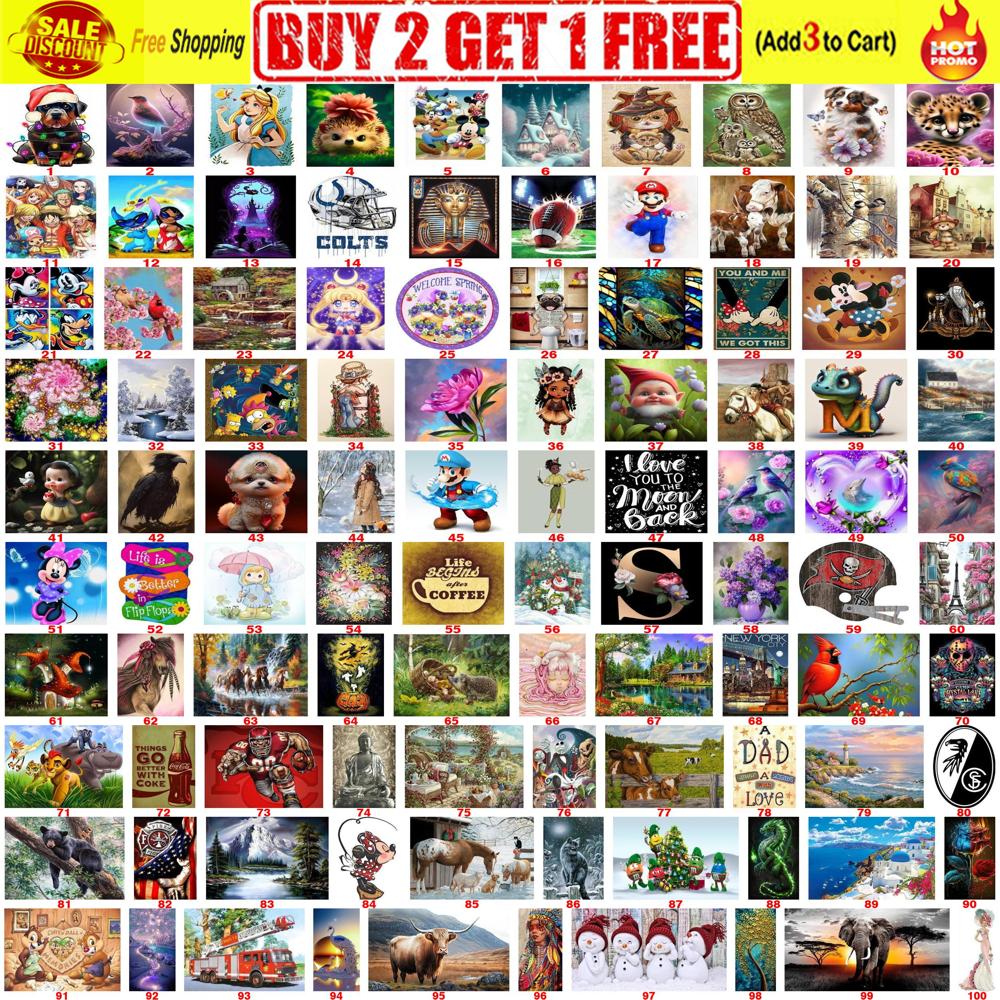 SALE
DISCOUNT
Free Shopping
BUY 2 GET 1 FREE
(Add 3 to Cart)
HOT
PROMO
1 2 3 4 5 6 7 8 9 10
COLTS
11 12 13 14 15 16 17 18 19 20
WELCOME SPRING
YOU AND ME
WE GOT THIS
21 22 23 24 25 26 27 28 29 30
M
31 32 33 34 35 36 37 38 39 40
I love
YOU TO
THE
Moon
AND
Back
41 42 43 44 45 46 47 48 49 50
Life is
Better
in
Flip Flops
Life
BEGINS
after
COFFEE
S
51 52 53 54 55 56 57 58 59 60
NEW YORK
CITY
CRYSTAL LAKE
61 62 63 64 65 66 67 68 69 70
THINGS
GO
BETTER
WITH
COKE
Coca-Cola
A
DAD
A
LOVE
SC
71 72 73 74 75 76 77 78 79 80
81 82 83 84 85 86 87 88 89 90
CHIP 'N' DALE'S
91 92 93 94 95 96 97 98 99 100